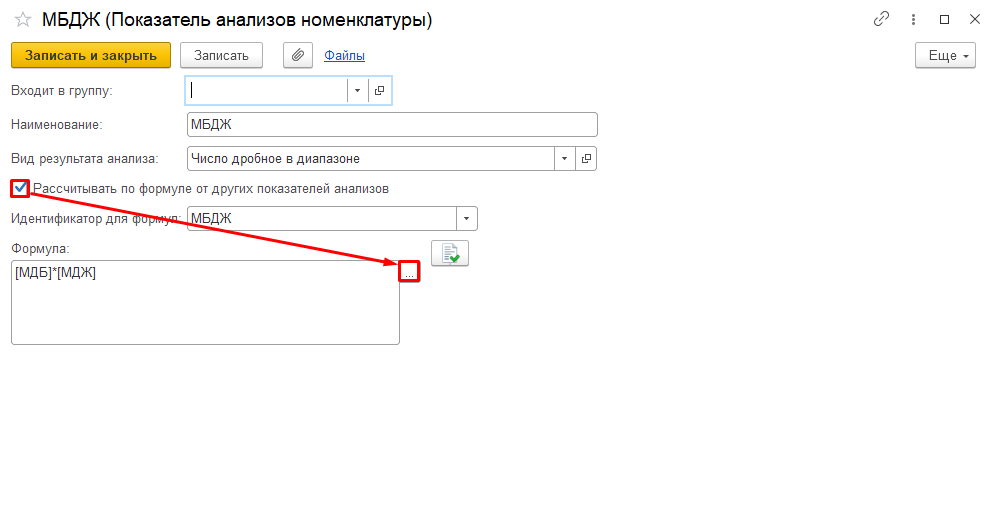 МБДЖ (Показатель анализов номенклатуры)
Записать и закрыть Записать Файлы Еще
Входит в группу:
Наименование: МБДЖ
Вид результата анализа: Число дробное в диапазоне
Рассчитывать по формуле от других показателей анализов
Идентификатор для формул: МБДЖ
Формула:
[МДБ]*[МДЖ] ...